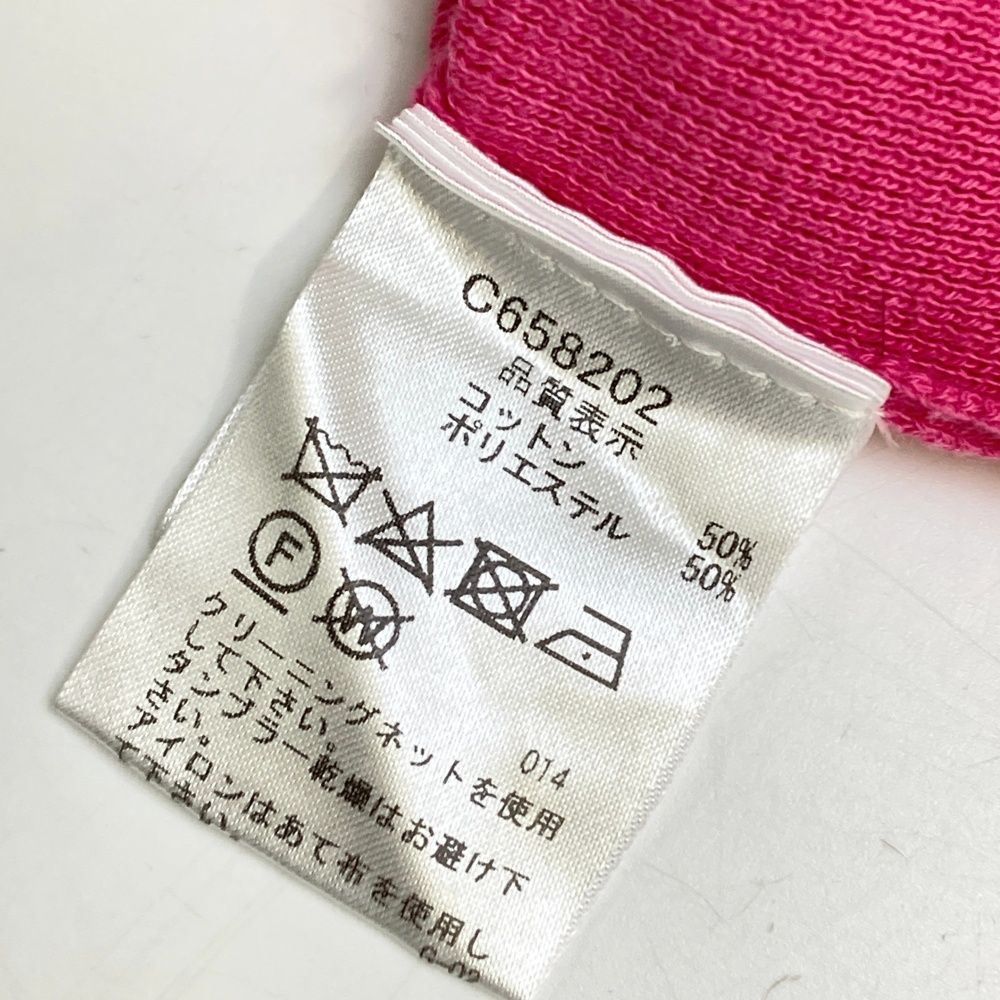 C658202
品質表示
コットン 50%
ポリエステル 50%
F
W
014
クリーニングネットを使用
して下さい。
タンブラー乾燥はお避け下
さい。
アイロンはあて布を使用し
て下さい。
G-02